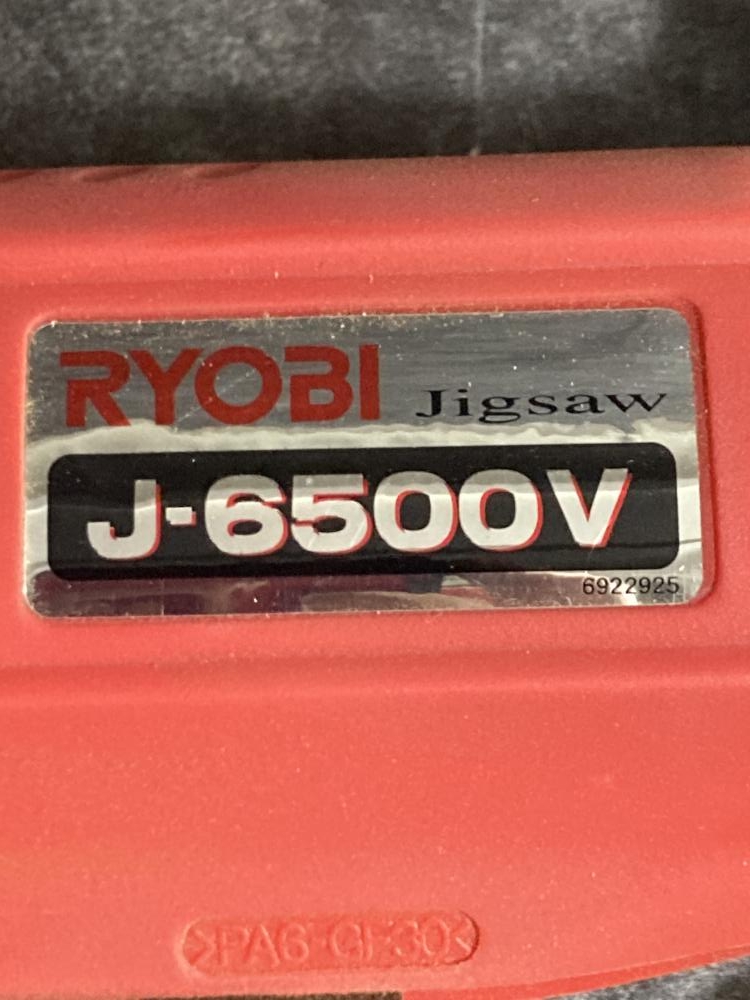 RYOBI Jigsaw
J-6500V
6922925
>PA6-GF30<